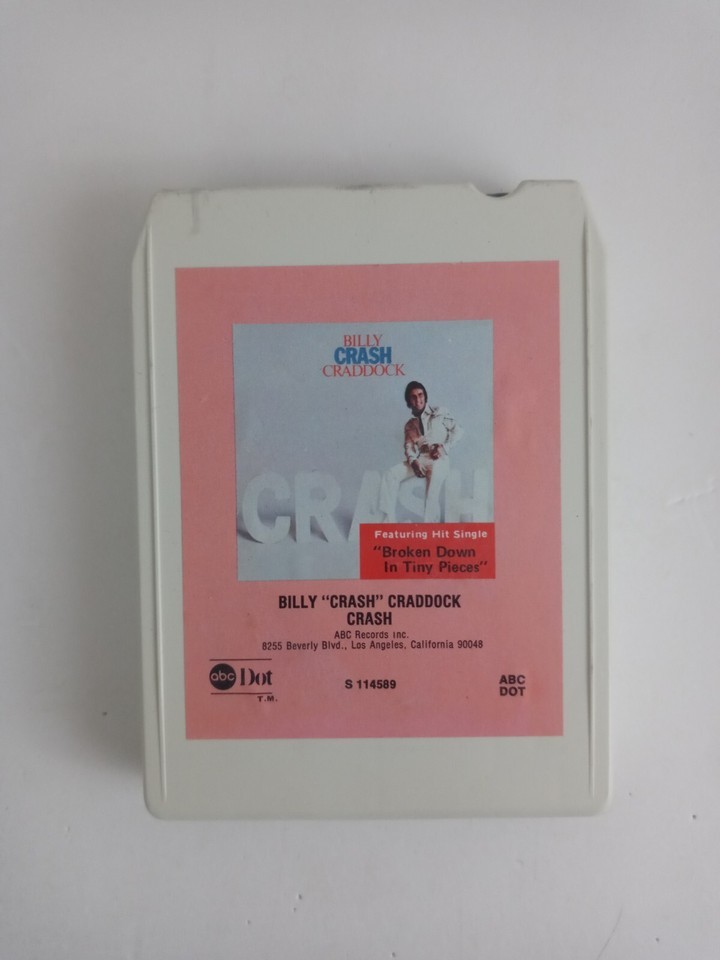 BILLY
CRASH
CRADDOCK
CRASH
Featuring Hit Single
"Broken Down
In Tiny Pieces"
BILLY "CRASH" CRADDOCK
CRASH
ABC Records Inc.
8255 Beverly Blvd., Los Angeles, California 90048
abc Dot
T.M.
S 114589
ABC
DOT